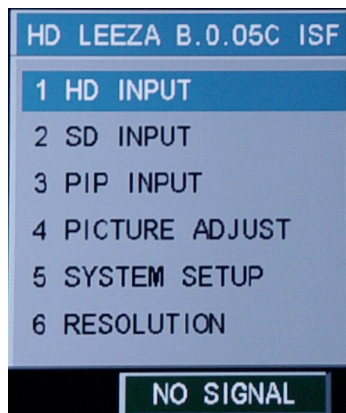 HD LEEZA B.0.05C ISF
1 HD INPUT
2 SD INPUT
3 PIP INPUT
4 PICTURE ADJUST
5 SYSTEM SETUP
6 RESOLUTION
NO SIGNAL